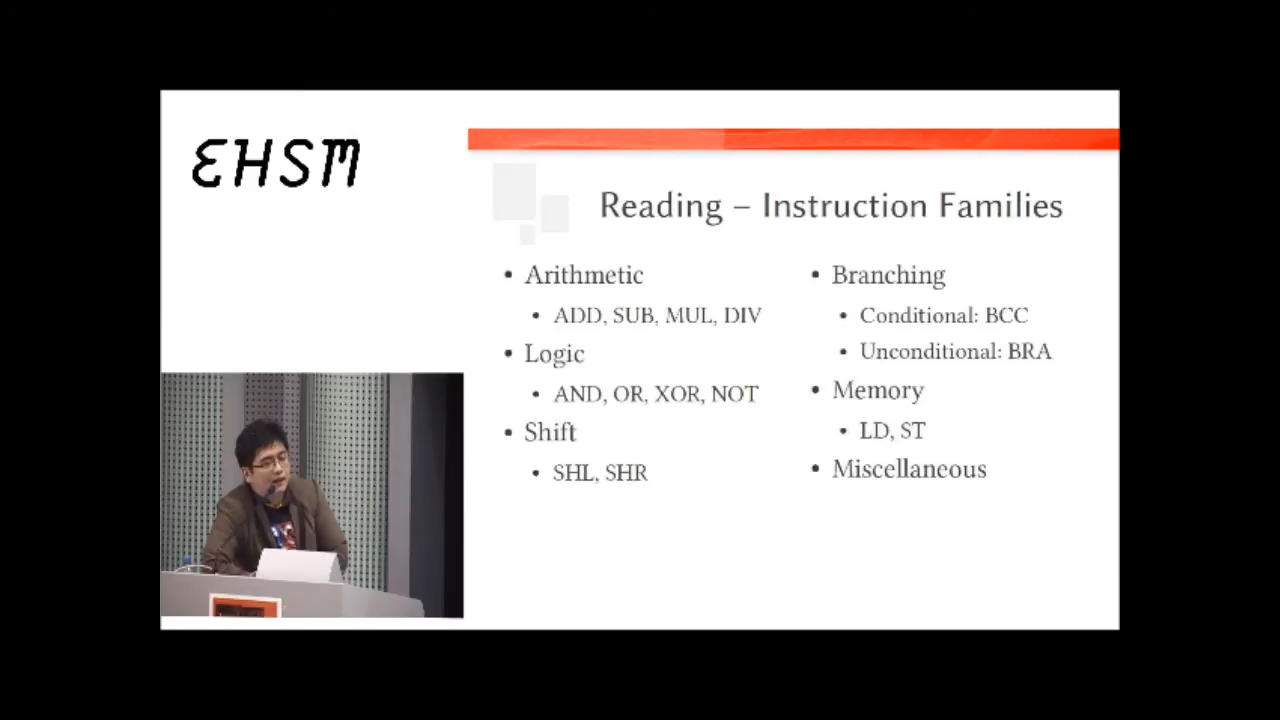 EHSM
Reading – Instruction Families
• Arithmetic
• ADD, SUB, MUL, DIV
• Logic
• AND, OR, XOR, NOT
• Shift
• SHL, SHR
• Branching
• Conditional: BCC
• Unconditional: BRA
• Memory
• LD, ST
• Miscellaneous